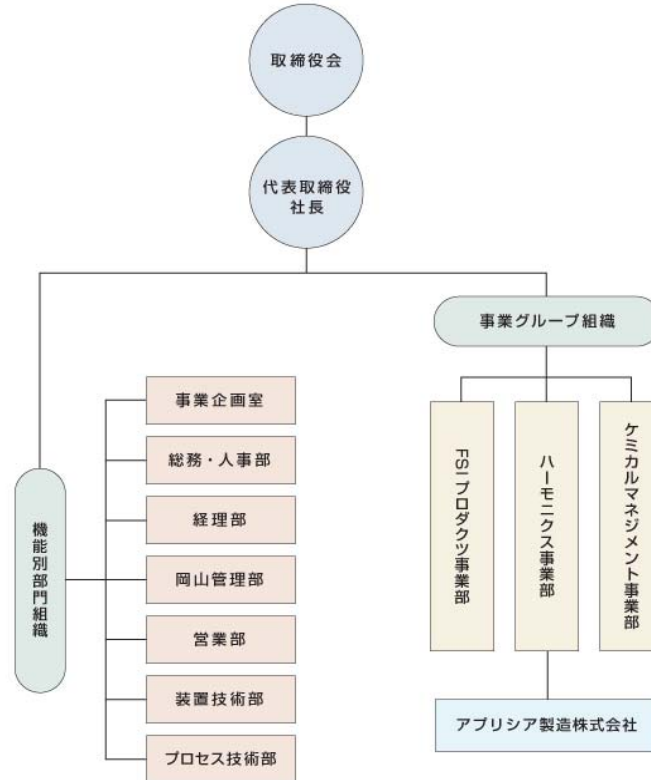 取締役会
代表取締役
社長
事業グループ組織
機能別部門組織
事業企画室
総務・人事部
経理部
岡山管理部
営業部
装置技術部
プロセス技術部
FSIプロダクツ事業部
ハーモニクス事業部
ケミカルマネジメント事業部
アプリシア製造株式会社